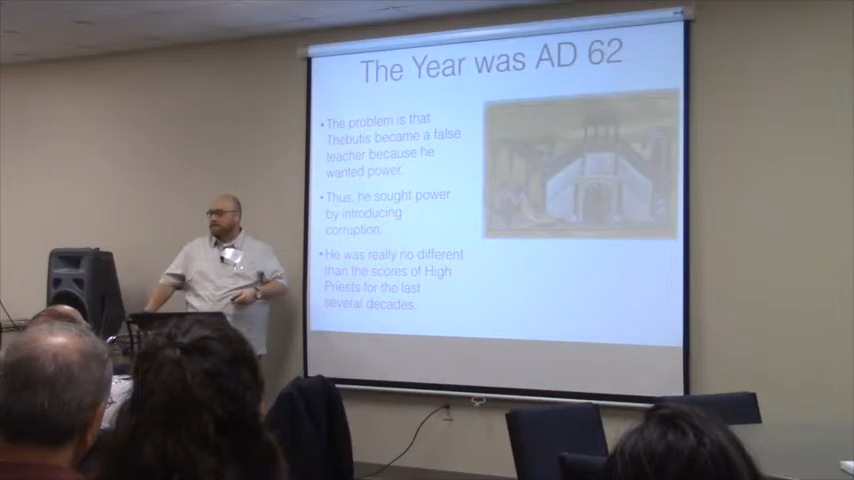 The Year was AD 62
• The problem is that
Thebutis became a false
teacher because he
wanted power.
• Thus, he sought power
by introducing
corruption.
• He was really no different
than the scores of High
Priests for the last
several decades.